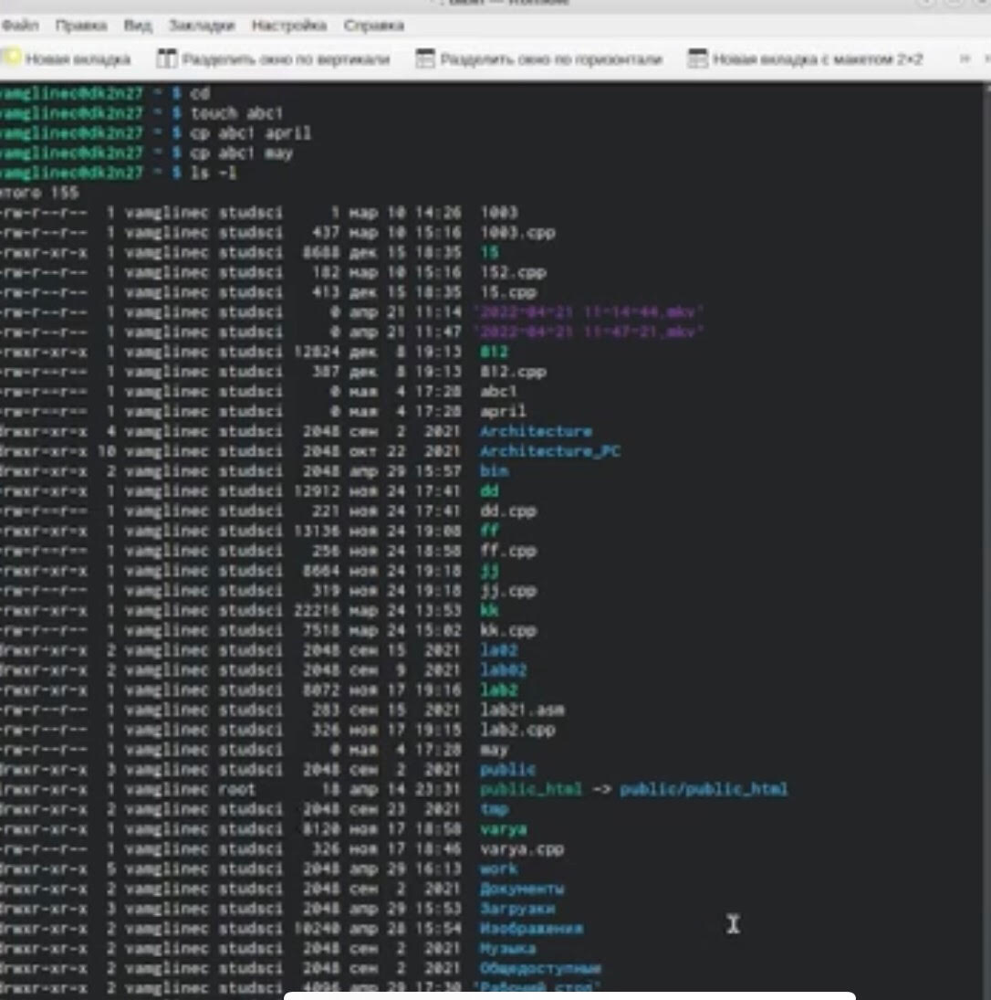 Файл Правка Вид Закладки Настройка Справка
Новая вкладка Разделить окно по вертикали Разделить окно по горизонтали Новая вкладка с макетом 2×2
vamglinec@dk2n27 ~ $ cd
vamglinec@dk2n27 ~ $ touch abc1
vamglinec@dk2n27 ~ $ cp abc1 april
vamglinec@dk2n27 ~ $ cp abc1 may
vamglinec@dk2n27 ~ $ ls -l
итого 155
-rw-r--r-- 1 vamglinec studsci 1 мар 10 14:26 1003
-rw-r--r-- 1 vamglinec studsci 437 мар 10 15:16 1003.cpp
-rwxr-xr-x 1 vamglinec studsci 8688 дек 15 18:35 15
-rw-r--r-- 1 vamglinec studsci 182 мар 10 15:16 152.cpp
-rw-r--r-- 1 vamglinec studsci 413 дек 15 18:35 15.cpp
-rw-r--r-- 1 vamglinec studsci 0 апр 21 11:14 '2022-04-21 11-14-44.mkv'
-rw-r--r-- 1 vamglinec studsci 0 апр 21 11:47 '2022-04-21 11-47-21.mkv'
-rwxr-xr-x 1 vamglinec studsci 12824 дек 8 19:13 812
-rw-r--r-- 1 vamglinec studsci 387 дек 8 19:13 812.cpp
-rw-r--r-- 1 vamglinec studsci 0 мая 4 17:28 abc1
-rw-r--r-- 1 vamglinec studsci 0 мая 4 17:28 april
drwxr-xr-x 4 vamglinec studsci 2048 сен 2 2021 Architecture
drwxr-xr-x 10 vamglinec studsci 2048 окт 22 2021 Architecture_PC
drwxr-xr-x 2 vamglinec studsci 2048 апр 29 15:57 bin
-rwxr-xr-x 1 vamglinec studsci 12912 ноя 24 17:41 dd
-rw-r--r-- 1 vamglinec studsci 221 ноя 24 17:41 dd.cpp
-rwxr-xr-x 1 vamglinec studsci 13136 ноя 24 19:08 ff
-rw-r--r-- 1 vamglinec studsci 256 ноя 24 18:58 ff.cpp
-rwxr-xr-x 1 vamglinec studsci 8664 ноя 24 19:18 jj
-rw-r--r-- 1 vamglinec studsci 319 ноя 24 19:18 jj.cpp
-rwxr-xr-x 1 vamglinec studsci 22216 мар 24 13:53 kk
-rw-r--r-- 1 vamglinec studsci 7518 мар 24 15:02 kk.cpp
drwxr-xr-x 2 vamglinec studsci 2048 сен 15 2021 la02
drwxr-xr-x 2 vamglinec studsci 2048 сен 9 2021 lab02
-rwxr-xr-x 1 vamglinec studsci 8072 ноя 17 19:16 lab2
-rw-r--r-- 1 vamglinec studsci 283 сен 15 2021 lab21.asm
-rw-r--r-- 1 vamglinec studsci 326 ноя 17 19:15 lab2.cpp
-rw-r--r-- 1 vamglinec studsci 0 мая 4 17:28 may
drwxr-xr-x 3 vamglinec studsci 2048 сен 2 2021 public
lrwxr-xr-x 1 vamglinec root 18 апр 14 23:31 public_html -> public/public_html
drwxr-xr-x 2 vamglinec studsci 2048 сен 23 2021 tmp
-rwxr-xr-x 1 vamglinec studsci 8120 ноя 17 18:58 varya
-rw-r--r-- 1 vamglinec studsci 326 ноя 17 18:46 varya.cpp
drwxr-xr-x 5 vamglinec studsci 2048 апр 29 16:13 work
drwxr-xr-x 2 vamglinec studsci 2048 сен 2 2021 Документы
drwxr-xr-x 3 vamglinec studsci 2048 апр 29 15:53 Загрузки
drwxr-xr-x 2 vamglinec studsci 10240 апр 28 15:54 Изображения
drwxr-xr-x 2 vamglinec studsci 2048 сен 2 2021 Музыка
drwxr-xr-x 2 vamglinec studsci 2048 сен 2 2021 Общедоступные
drwxr-xr-x 2 vamglinec studsci 4096 апр 29 17:30 'Рабочий стол'